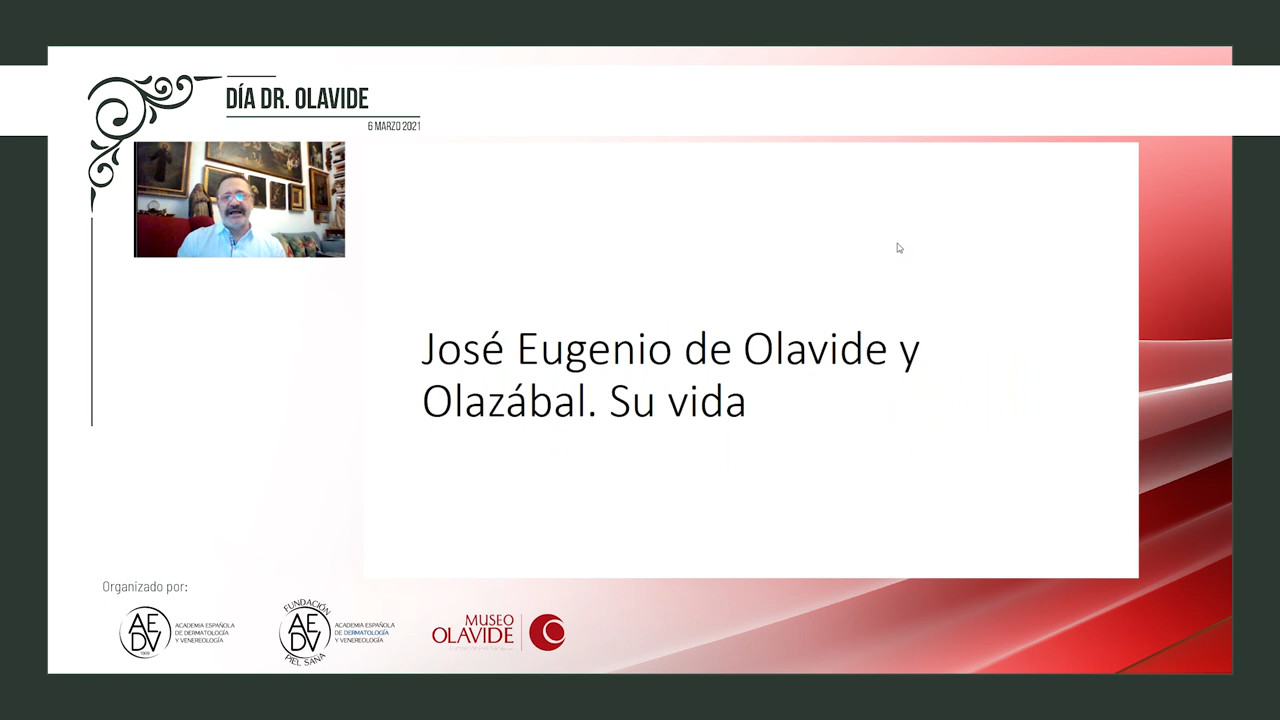 DÍA DR. OLAVIDE
6 MARZO 2021
José Eugenio de Olavide y
Olazábal. Su vida
Organizado por:
AEDV
1909
ACADEMIA ESPAÑOLA
DE DERMATOLOGÍA
Y VENEREOLOGÍA
FUNDACIÓN
AEDV
PIEL SANA
ACADEMIA ESPAÑOLA
DE DERMATOLOGÍA
Y VENEREOLOGÍA
MUSEO
OLAVIDE